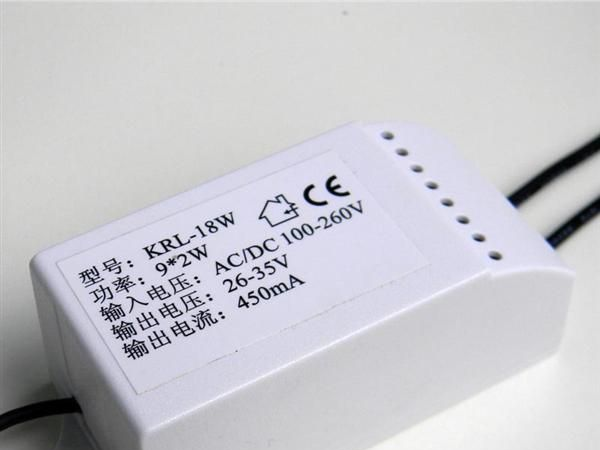 型号: KRL-18W
功率: 9*2W
输入电压: AC/DC 100-260V
输出电压: 26-35V
输出电流: 450mA
CE